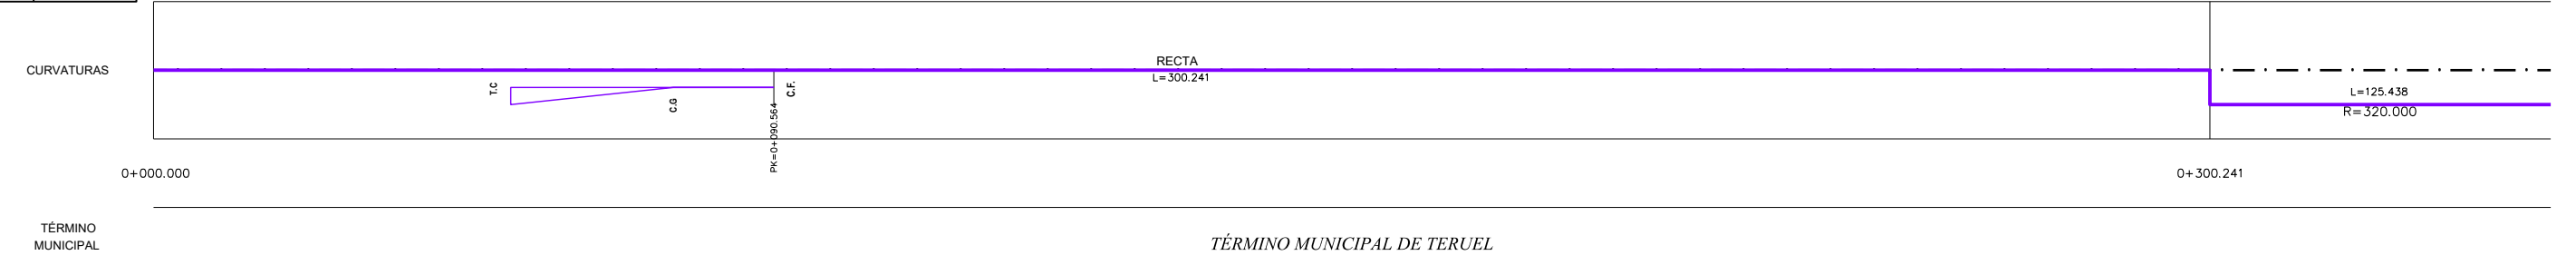 CURVATURAS
RECTA
L=300.241
T.C
C.G
C.F.
PK=0+090.564
L=125.438
R=320.000
0+000.000
0+300.241
TÉRMINO
MUNICIPAL
TÉRMINO MUNICIPAL DE TERUEL